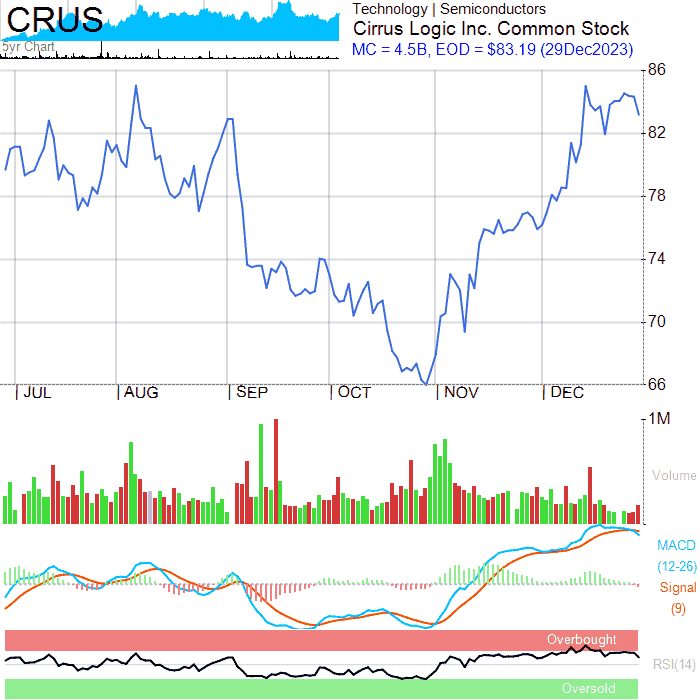 CRUS
5yr Chart
Technology | Semiconductors
Cirrus Logic Inc. Common Stock
MC = 4.5B, EOD = $83.19 (29Dec2023)
86
82
78
74
70
66
| JUL | AUG | SEP | OCT | NOV | DEC
1M
Volume
MACD
(12-26)
Signal
(9)
Overbought
RSI(14)
Oversold